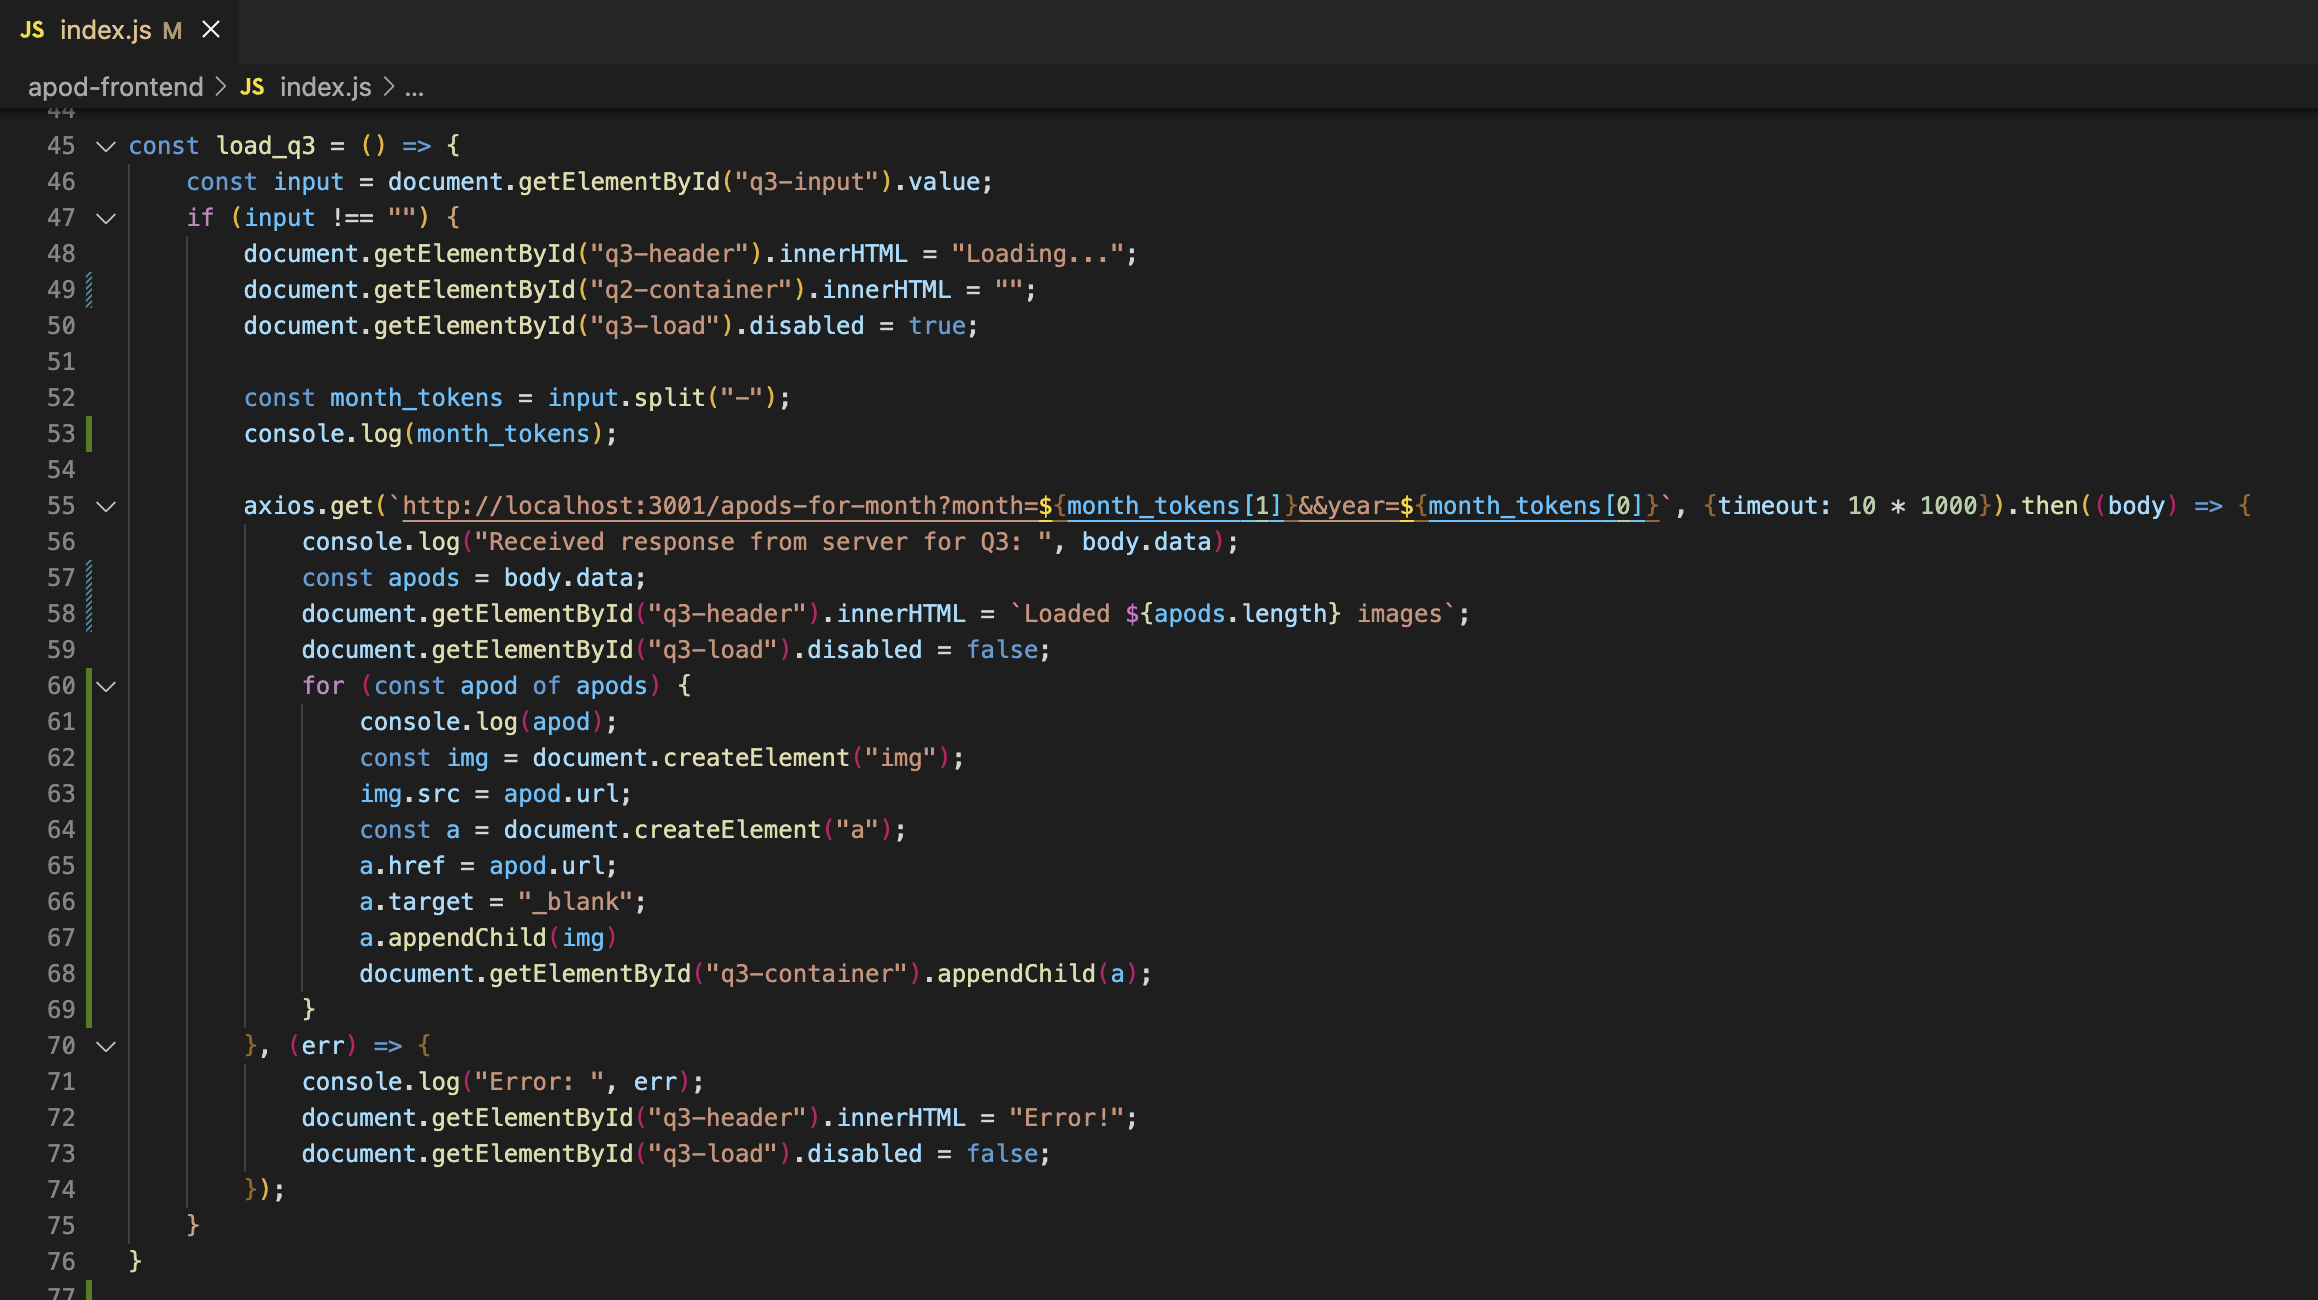 JS index.js M
apod-frontend > JS index.js > ...
44
45 const load_q3 = () => {
46 const input = document.getElementById("q3-input").value;
47 if (input !== "") {
48 document.getElementById("q3-header").innerHTML = "Loading...";
49 document.getElementById("q2-container").innerHTML = "";
50 document.getElementById("q3-load").disabled = true;
51
52 const month_tokens = input.split("-");
53 console.log(month_tokens);
54
55 axios.get(`http://localhost:3001/apods-for-month?month=${month_tokens[1]}&&year=${month_tokens[0]}`, {timeout: 10 * 1000}).then((body) => {
56 console.log("Received response from server for Q3: ", body.data);
57 const apods = body.data;
58 document.getElementById("q3-header").innerHTML = `Loaded ${apods.length} images`;
59 document.getElementById("q3-load").disabled = false;
60 for (const apod of apods) {
61 console.log(apod);
62 const img = document.createElement("img");
63 img.src = apod.url;
64 const a = document.createElement("a");
65 a.href = apod.url;
66 a.target = "_blank";
67 a.appendChild(img)
68 document.getElementById("q3-container").appendChild(a);
69 }
70 }, (err) => {
71 console.log("Error: ", err);
72 document.getElementById("q3-header").innerHTML = "Error!";
73 document.getElementById("q3-load").disabled = false;
74 });
75 }
76 }
77